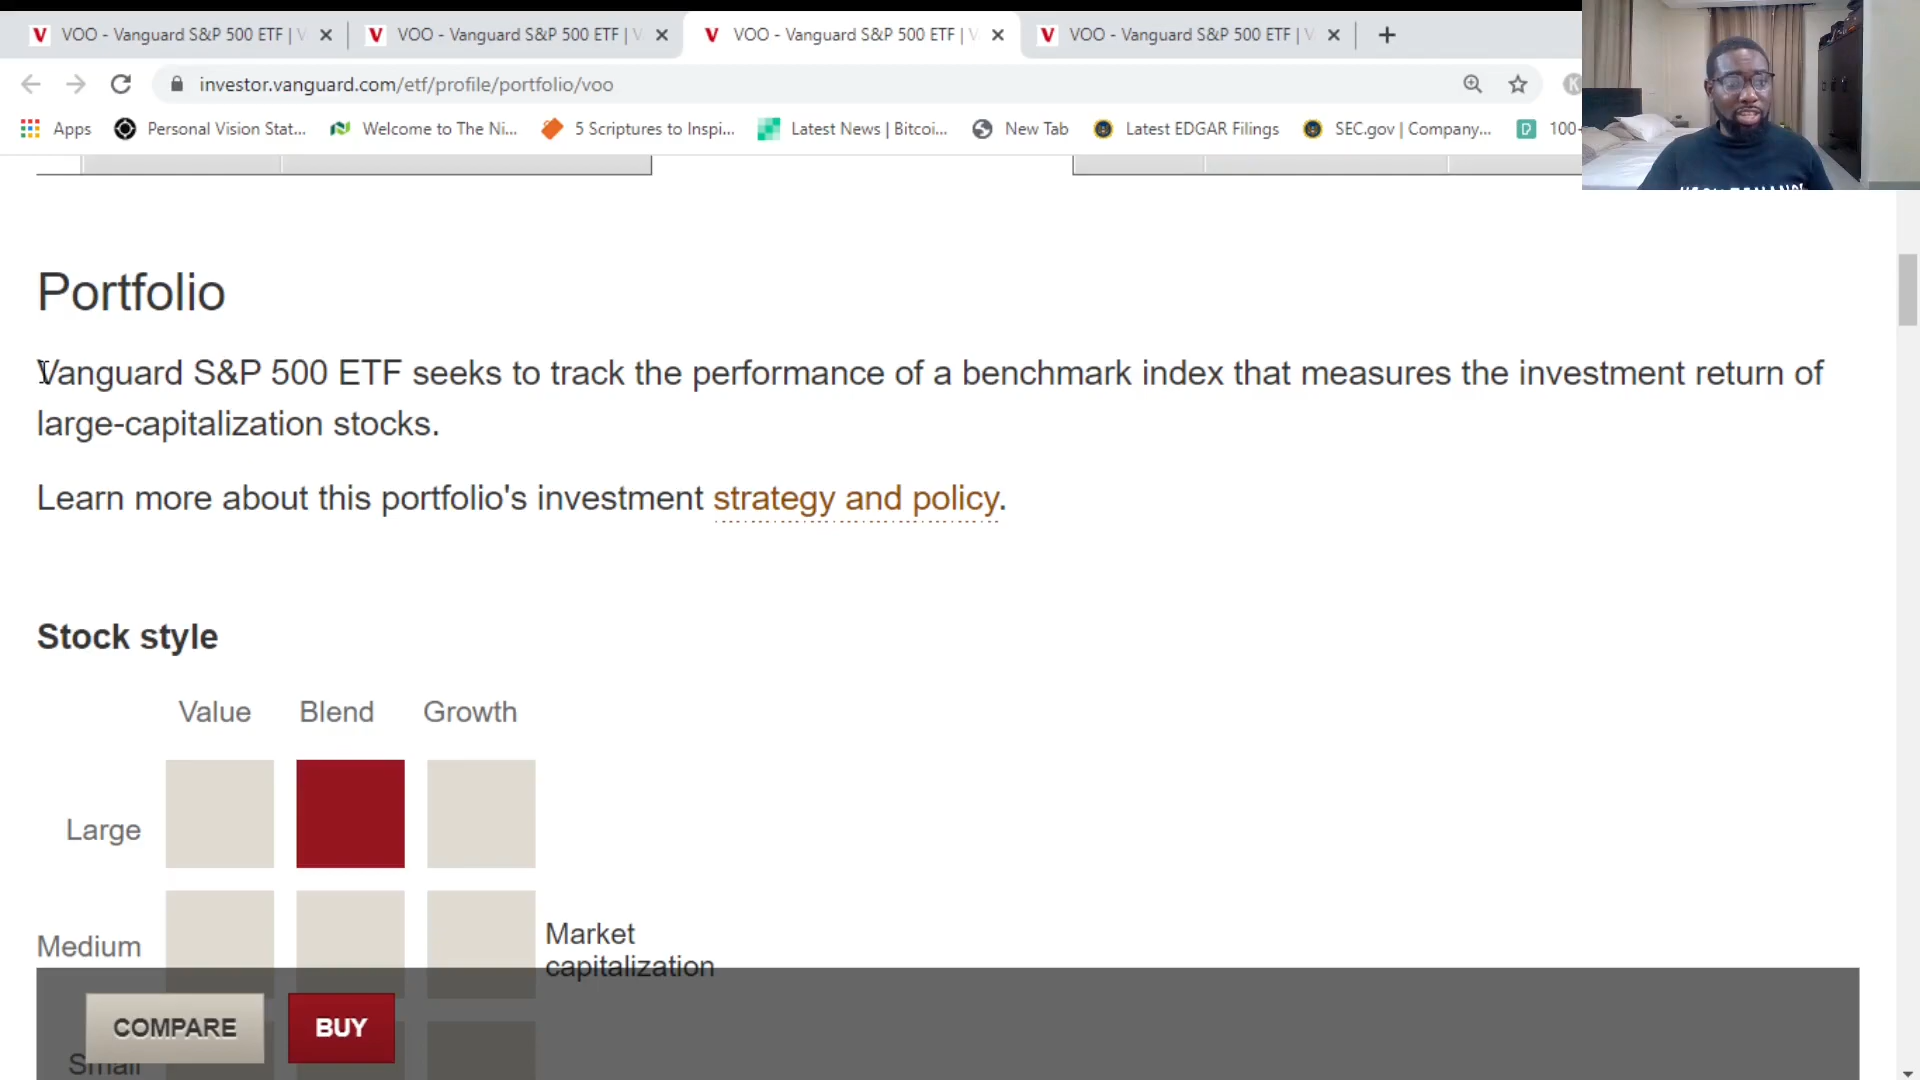 VOO - Vanguard S&P 500 ETF | V
VOO - Vanguard S&P 500 ETF | V
VOO - Vanguard S&P 500 ETF | V
VOO - Vanguard S&P 500 ETF | V
investor.vanguard.com/etf/profile/portfolio/voo
K
Apps
Personal Vision Stat...
Welcome to The Ni...
5 Scriptures to Inspi...
Latest News | Bitcoi...
New Tab
Latest EDGAR Filings
SEC.gov | Company...
100-
Portfolio
Vanguard S&P 500 ETF seeks to track the performance of a benchmark index that measures the investment return of
large-capitalization stocks.
Learn more about this portfolio's investment strategy and policy.
Stock style
Value Blend Growth
Large
Medium
Market
capitalization
COMPARE
BUY
Small